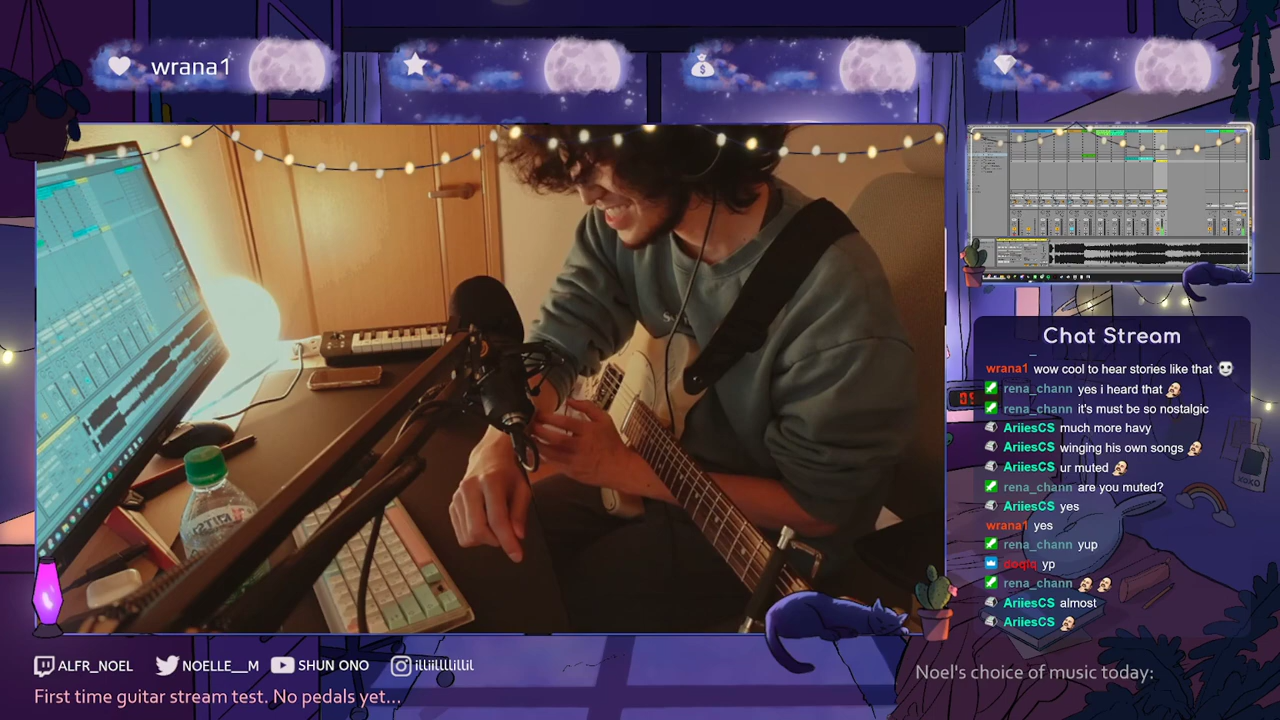 wrana1
Chat Stream
wrana1 wow cool to hear stories like that
rena_chann yes i heard that
rena_chann it's must be so nostalgic
AriiesCS much more havy
AriiesCS winging his own songs
AriiesCS ur muted
rena_chann are you muted?
AriiesCS yes
wrana1 yes
rena_chann yup
doqiq yp
rena_chann
AriiesCS almost
AriiesCS
XOXO
ALFR_NOEL NOELLE__M SHUN ONO illiillllillil
First time guitar stream test. No pedals yet...
Noel's choice of music today: